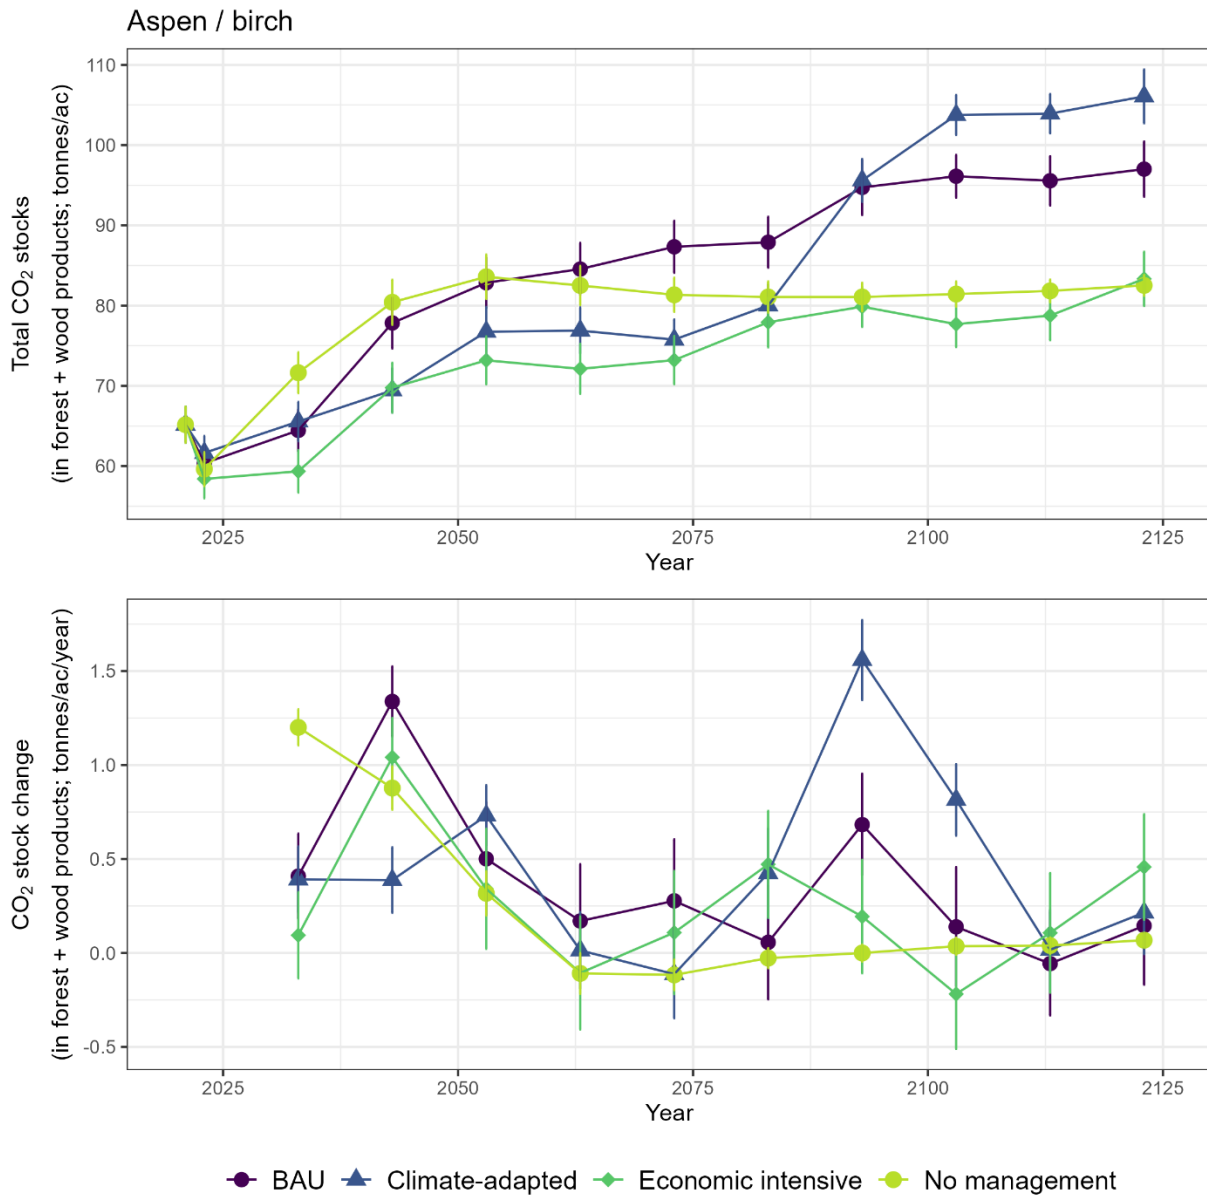 Aspen / birch
Total CO₂ stocks
(in forest + wood products; tonnes/ac)
110
100
90
80
70
60
2025
2050
2075
2100
2125
Year
CO₂ stock change
(in forest + wood products; tonnes/ac/year)
1.5
1.0
0.5
0.0
-0.5
2025
2050
2075
2100
2125
Year
BAU
Climate-adapted
Economic intensive
No management